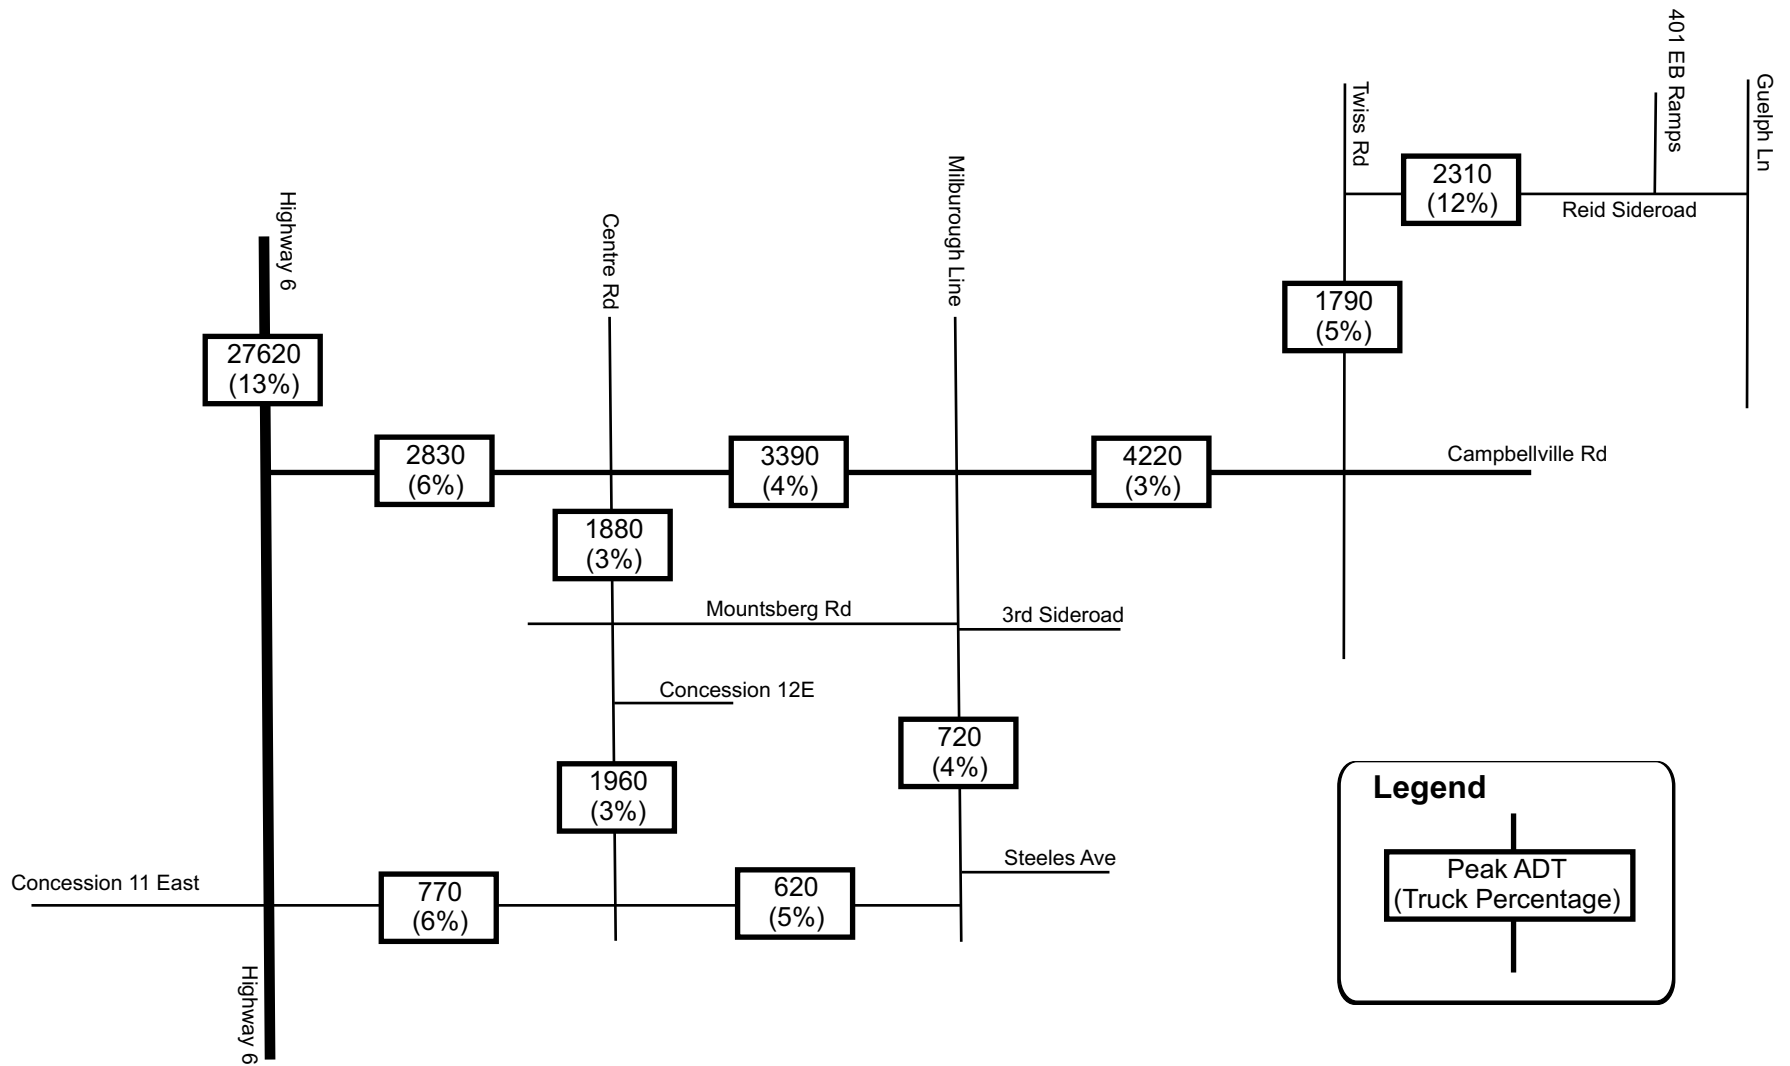 401 EB Ramps
Guelph Ln
Twiss Rd
Milburough Line
2310
(12%)
Reid Sideroad
Highway 6
Centre Rd
1790
(5%)
27620
(13%)
2830
(6%)
3390
(4%)
4220
(3%)
Campbellville Rd
1880
(3%)
Mountsberg Rd
3rd Sideroad
Concession 12E
720
(4%)
1960
(3%)
Steeles Ave
Concession 11 East
770
(6%)
620
(5%)
Highway 6
Legend
Peak ADT
(Truck Percentage)